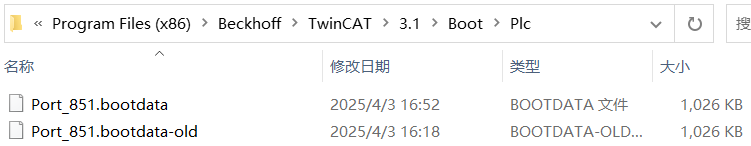 « Program Files (x86) › Beckhoff › TwinCAT › 3.1 › Boot › Plc 搜
名称 修改日期 类型 大小
Port_851.bootdata 2025/4/3 16:52 BOOTDATA 文件 1,026 KB
Port_851.bootdata-old 2025/4/3 16:18 BOOTDATA-OLD... 1,026 KB